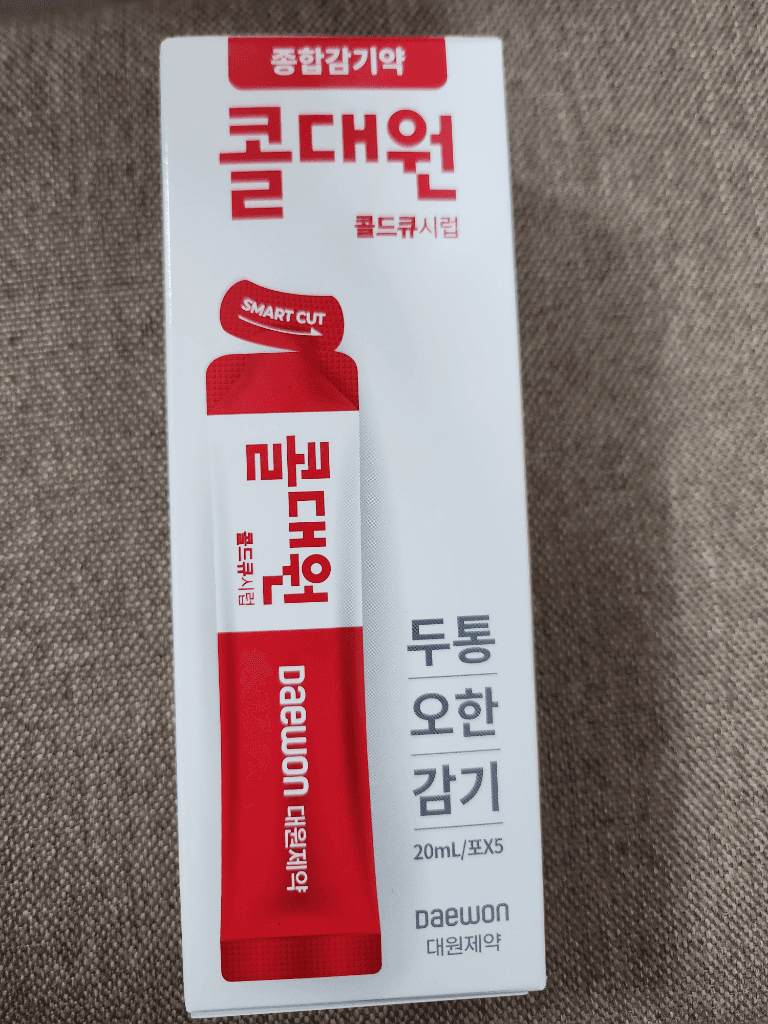 종합감기약
콜대원
콜드큐시럽
SMART CUT
콜대원
콜드큐시럽
Daewon 대원제약
두통
오한
감기
20mL/포X5
Daewon
대원제약